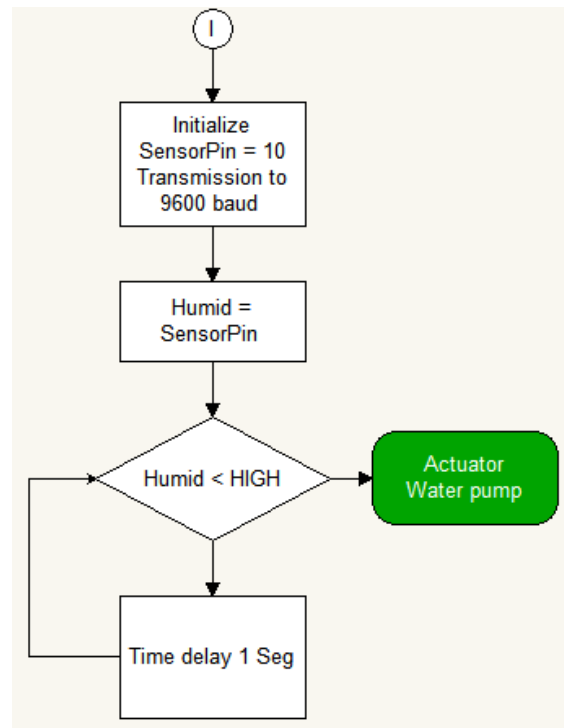 I
Initialize
SensorPin = 10
Transmission to
9600 baud
Humid =
SensorPin
Humid < HIGH
Actuator
Water pump
Time delay 1 Seg